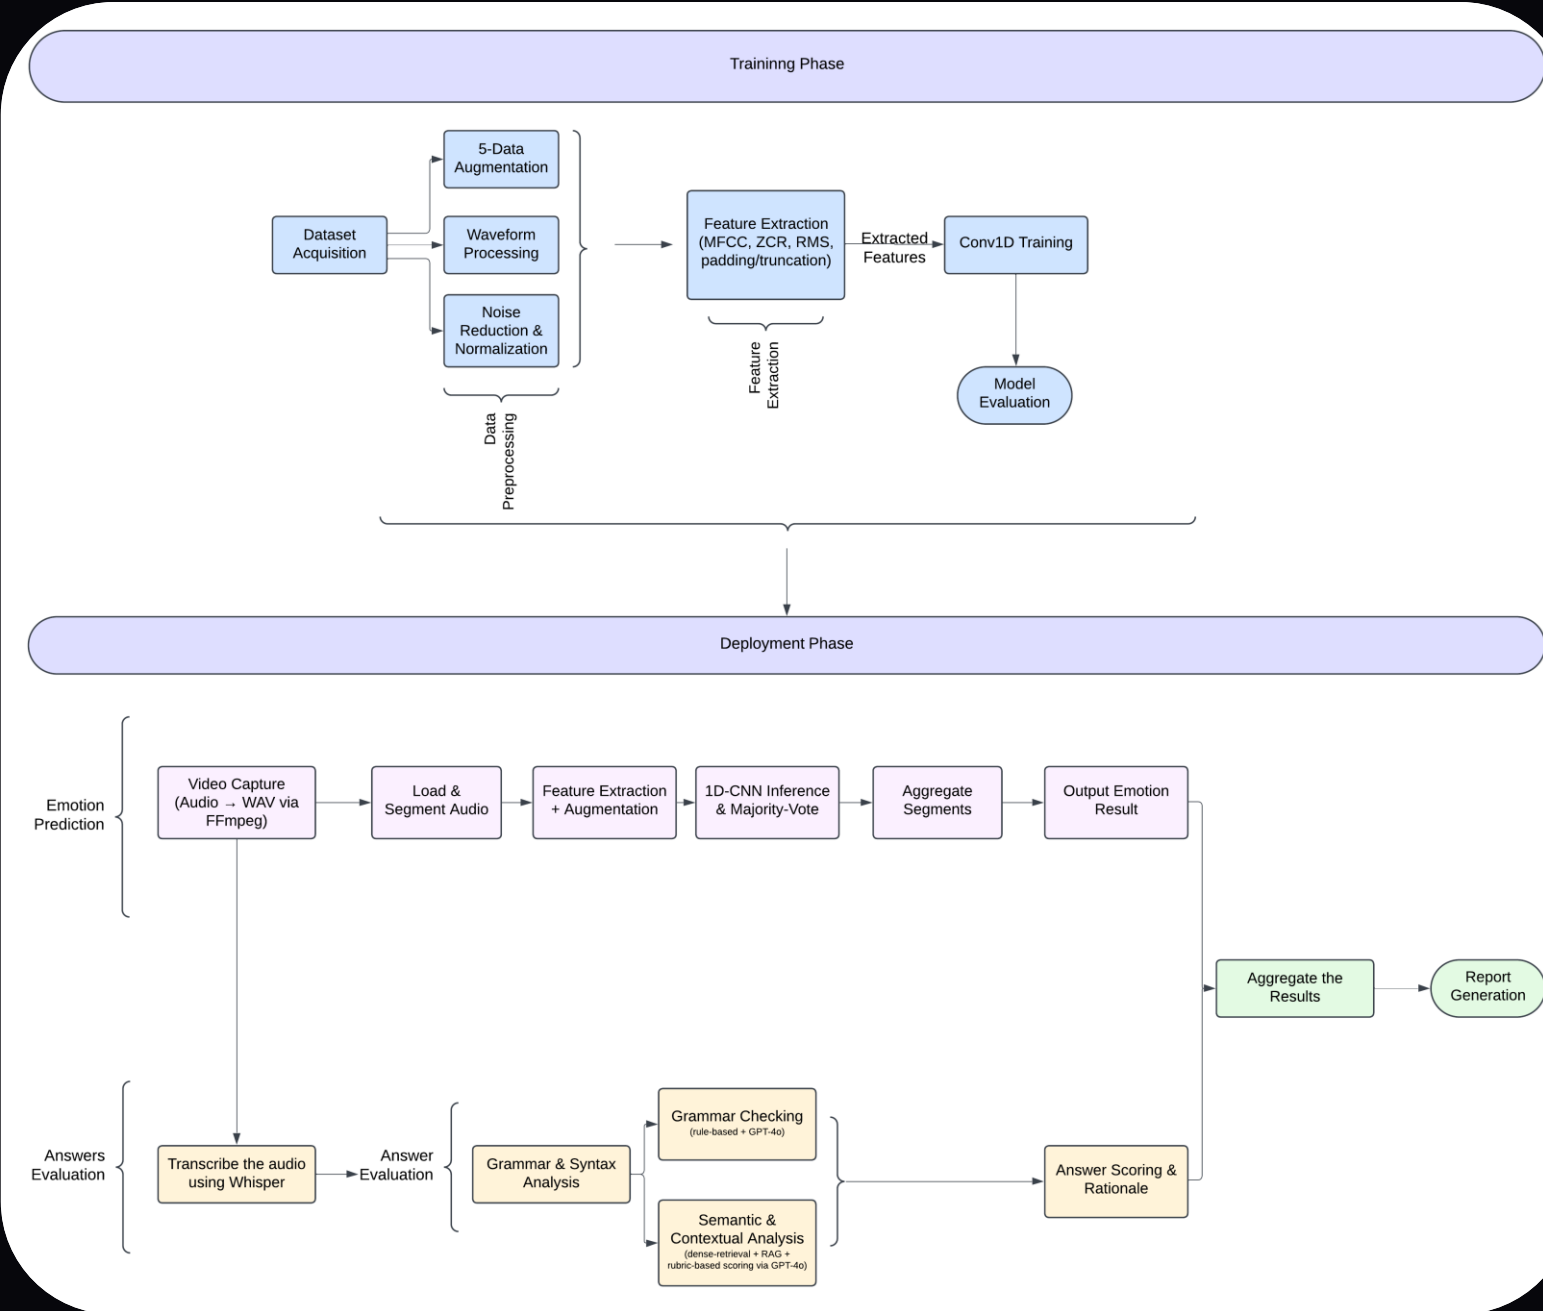 Traininng Phase
5-Data
Augmentation
Dataset
Acquisition
Waveform
Processing
Noise
Reduction &
Normalization
Data
Preprocessing
Feature Extraction
(MFCC, ZCR, RMS,
padding/truncation)
Feature
Extraction
Extracted
Features
Conv1D Training
Model
Evaluation
Deployment Phase
Emotion
Prediction
Video Capture
(Audio → WAV via
FFmpeg)
Load &
Segment Audio
Feature Extraction
+ Augmentation
1D-CNN Inference
& Majority-Vote
Aggregate
Segments
Output Emotion
Result
Aggregate the
Results
Report
Generation
Answers
Evaluation
Transcribe the audio
using Whisper
Answer
Evaluation
Grammar & Syntax
Analysis
Grammar Checking
(rule-based + GPT-4o)
Semantic &
Contextual Analysis
(dense-retrieval + RAG +
rubric-based scoring via GPT-4o)
Answer Scoring &
Rationale